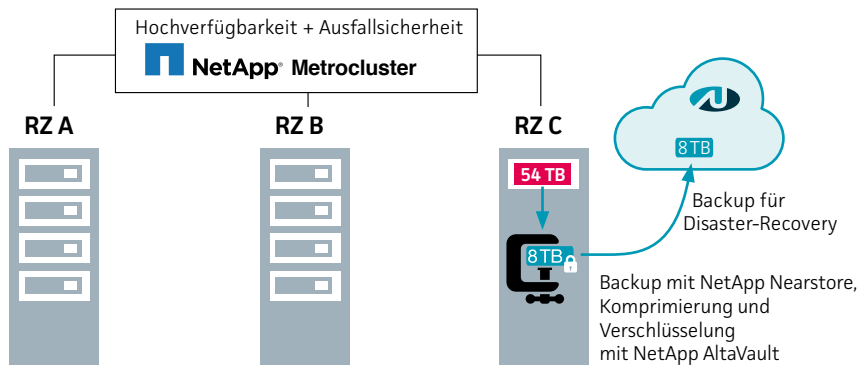 Hochverfügbarkeit + Ausfallsicherheit
NetApp® Metrocluster
RZ A
RZ B
RZ C
54 TB
8TB
8TB
Backup für
Disaster-Recovery
Backup mit NetApp Nearstore,
Komprimierung und
Verschlüsselung
mit NetApp AltaVault